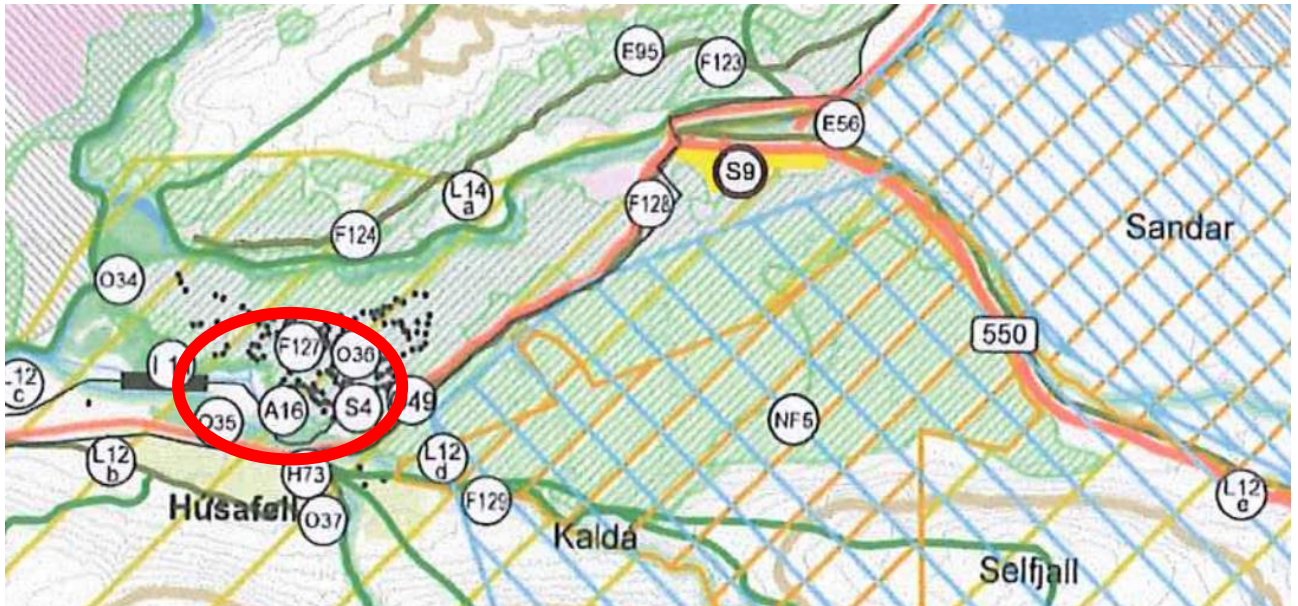 E95
F123
E56
S9
L14
a
F128
F124
Sandar
O34
550
F127
O36
L12
c
A16
S4
O35
NF5
L12
b
L12
d
H73
Húsafell
F129
O37
Kaldá
L12
e
Selfjall